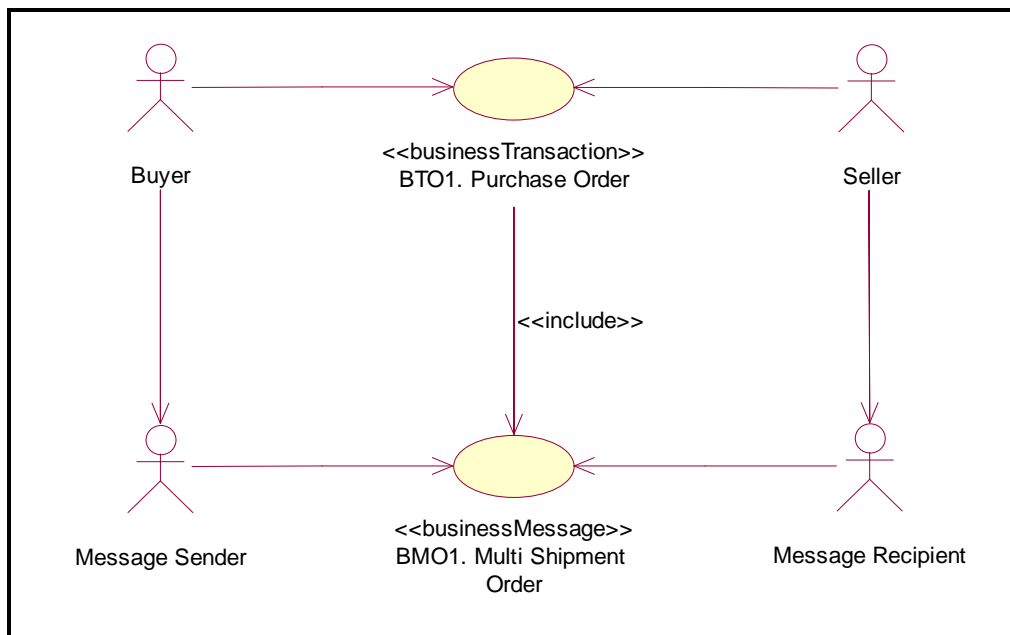 <<businessTransaction>>
Buyer
BTO1. Purchase Order
Seller
<<include>>
<<businessMessage>>
Message Sender
BMO1. Multi Shipment
Message Recipient
Order